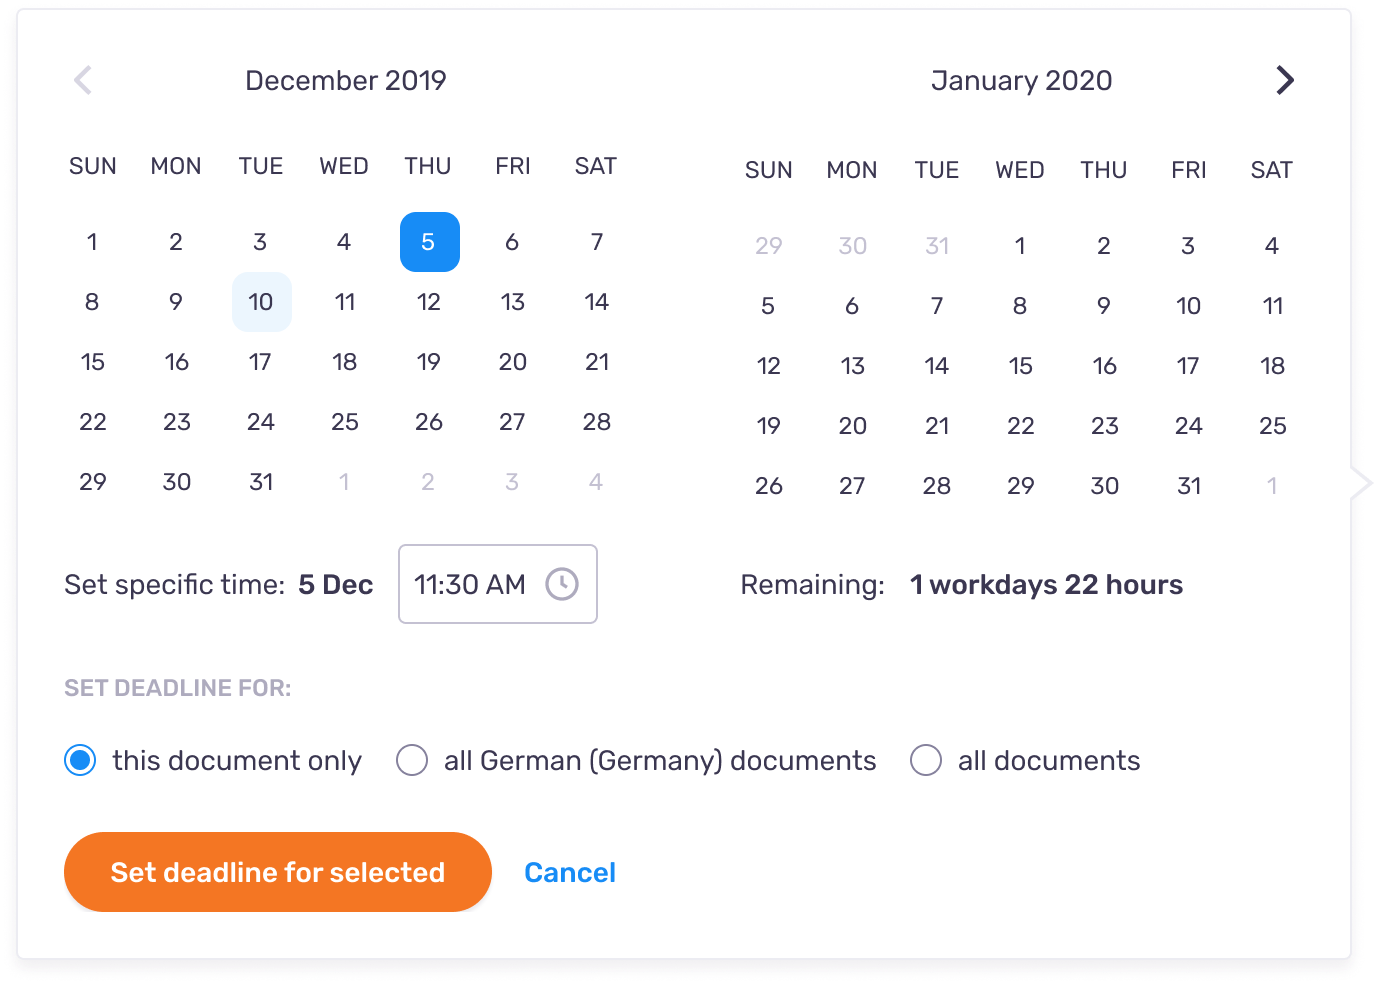 December 2019
SUN MON TUE WED THU FRI SAT
1 2 3 4 5 6 7
8 9 10 11 12 13 14
15 16 17 18 19 20 21
22 23 24 25 26 27 28
29 30 31 1 2 3 4
January 2020
SUN MON TUE WED THU FRI SAT
29 30 31 1 2 3 4
5 6 7 8 9 10 11
12 13 14 15 16 17 18
19 20 21 22 23 24 25
26 27 28 29 30 31 1
Set specific time: 5 Dec 11:30 AM
Remaining: 1 workdays 22 hours
SET DEADLINE FOR:
this document only all German (Germany) documents all documents
Set deadline for selected Cancel